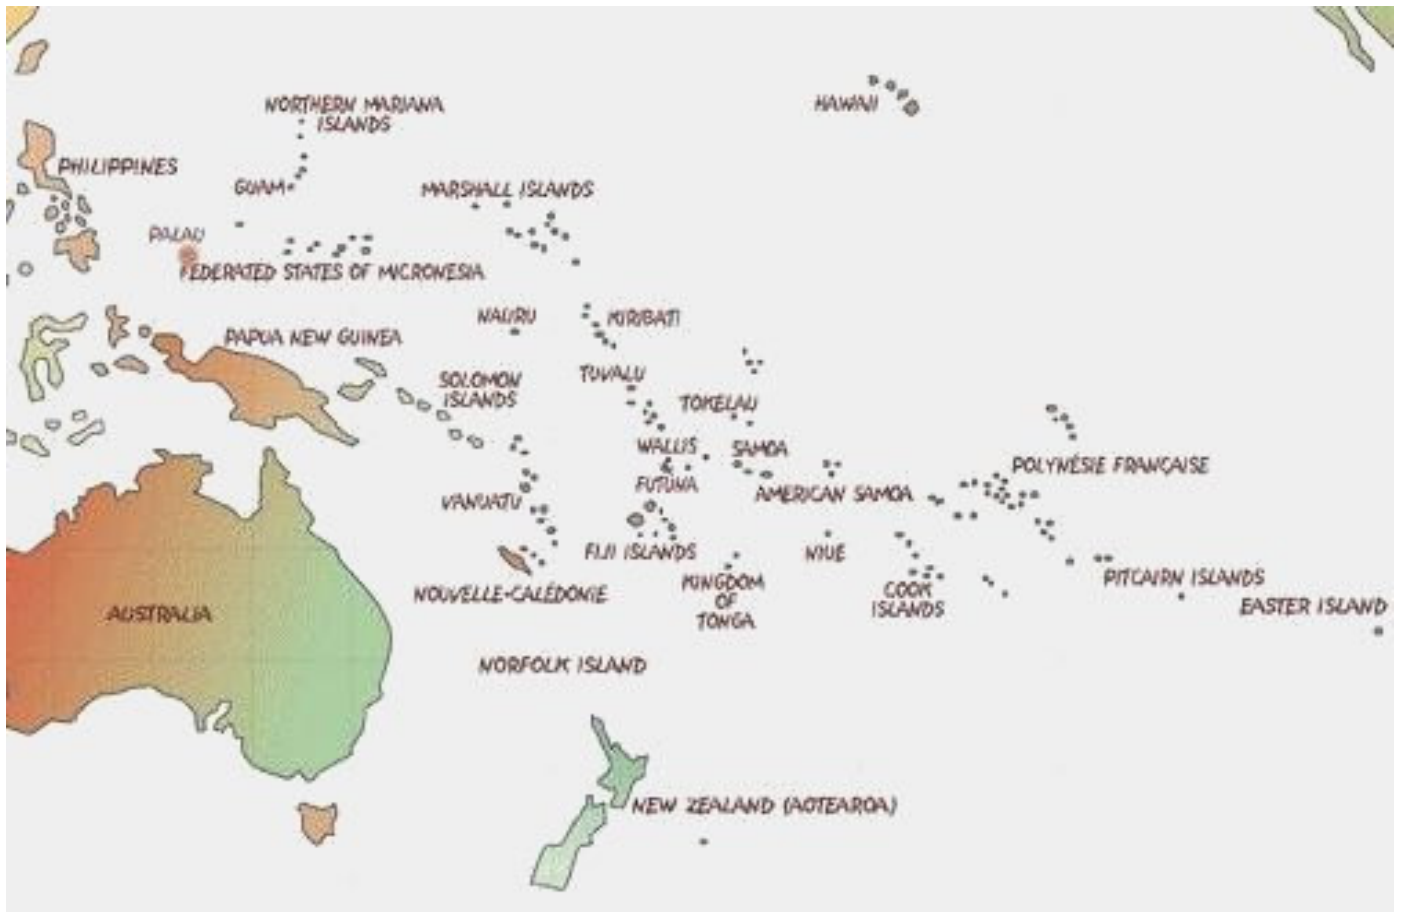 NORTHERN MARIANA
ISLANDS
HAWAII
PHILIPPINES
GUAM
MARSHALL ISLANDS
PALAU
FEDERATED STATES OF MICRONESIA
NAURU
KIRIBATI
PAPUA NEW GUINEA
SOLOMON
ISLANDS
TUVALU
TOKELAU
WALLIS
FUTUNA
SAMOA
POLYNÉSIE FRANÇAISE
AMERICAN SAMOA
VANUATU
FIJI ISLANDS
NIUE
KINGDOM
OF
TONGA
COOK
ISLANDS
PITCAIRN ISLANDS
EASTER ISLAND
NOUVELLE-CALÉDONIE
AUSTRALIA
NORFOLK ISLAND
NEW ZEALAND (AOTEAROA)